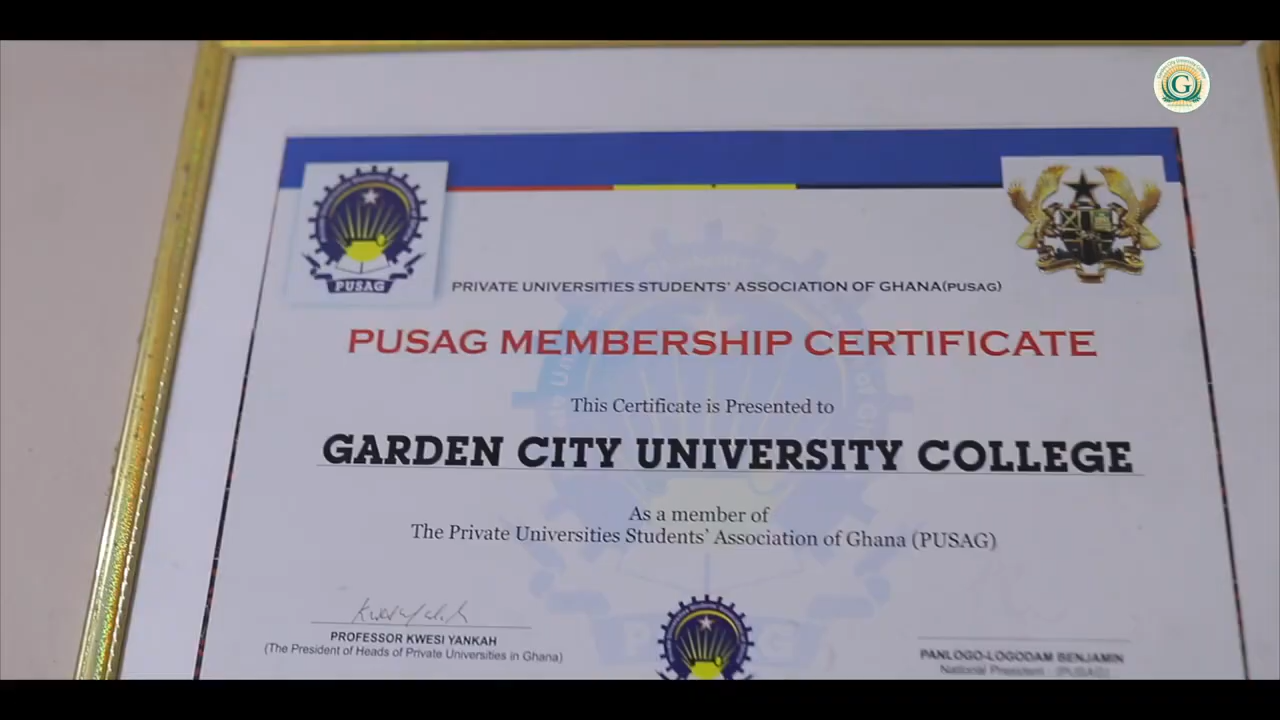 G
PUSAG
PRIVATE UNIVERSITIES STUDENTS' ASSOCIATION OF GHANA(PUSAG)
PUSAG MEMBERSHIP CERTIFICATE
This Certificate is Presented to
GARDEN CITY UNIVERSITY COLLEGE
As a member of
The Private Universities Students' Association of Ghana (PUSAG)
PROFESSOR KWESI YANKAH
(The President of Heads of Private Universities in Ghana)
PANLOGO-LOGODAM BENJAMIN
National President (PUSAG)